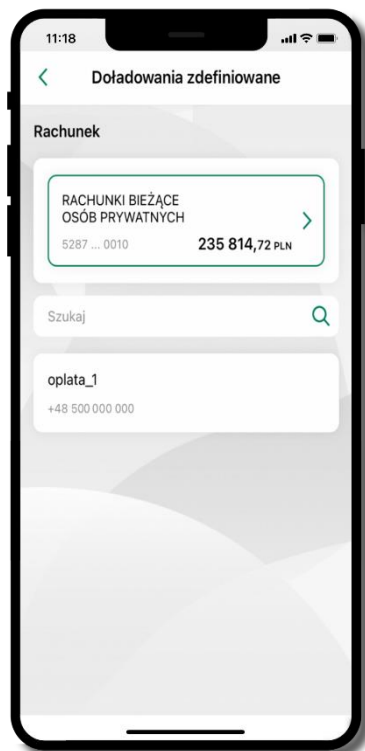 11:18
Doładowania zdefiniowane
Rachunek
RACHUNKI BIEŻĄCE
OSÓB PRYWATNYCH
5287 ... 0010 235 814,72 PLN
Szukaj
oplata_1
+48 500 000 000